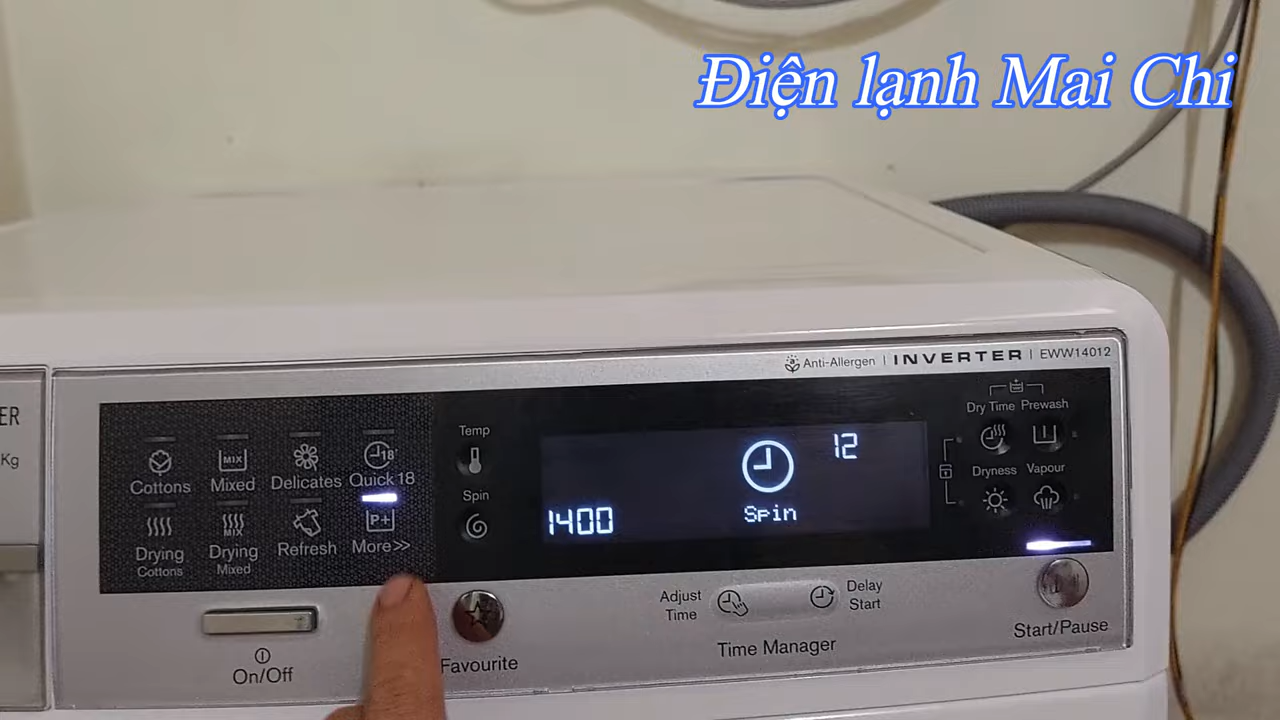 Điện lạnh Mai Chi
Anti-Allergen | INVERTER | EWW14012
ER
Kg
Cottons Mixed Delicates Quick 18
Drying Cottons
Drying Mixed
Refresh
More>>
MIX
18'
MIX
P+
Temp
Spin
12
1400
Spin
Dry Time Prewash
Dryness Vapour
On/Off
Favourite
Adjust Time
Delay Start
Time Manager
Start/Pause